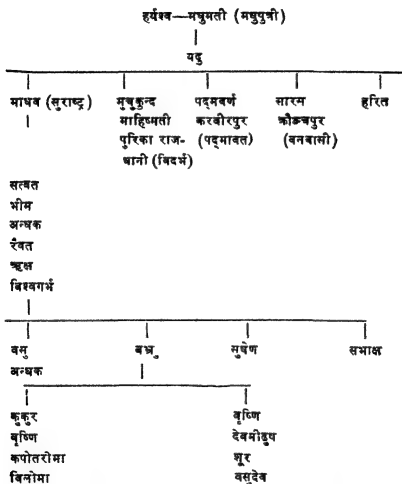 हर्यश्व—मधुमती (मधुपुत्री)
यदु
माधव (सुराष्ट्र) मुचुकुन्द पद्मवर्ण सारम हरित
माहिष्मती करवीरपुर क्रौञ्चपुर
पुरिका राज- (पद्मावत) (वनवासी)
धानी (विदर्भ)
सत्वत
भीम
अन्धक
रैवत
ऋक्ष
विश्वगर्भ
वसु बभ्रु सुषेण सभाक्ष
अन्धक
कुकुर वृष्णि
वृष्णि देवमीढुष
कपोतरोमा शूर
विलोमा वसुदेव